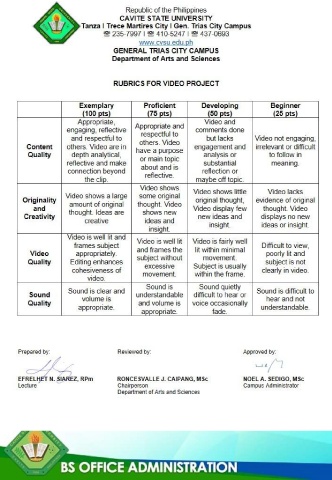 Republic of the Philippines
CAVITE STATE UNIVERSITY
Tanza I Trece Martires City I Gen. Trias City Campus
☏ 235-7997 I ☏ 410-5247 I ☏ 437-0693
www.cvsu.edu.ph
GENERAL TRIAS CITY CAMPUS
Department of Arts and Sciences
RUBRICS FOR VIDEO PROJECT
Exemplary (100 pts)
Proficient (75 pts)
Developing (50 pts)
Beginner (25 pts)
Content
Quality
Appropriate,
engaging, reflective
and respectful to
others. Video are in
depth analytical,
reflective and make
connection beyond
the clip.
Appropriate and
respectful to
others. Video
have a purpose
or main topic
about and is
reflective.
Video and
comments done
but lacks
engagement and
analysis or
substantial
reflection or
maybe off topic.
Video not engaging,
irrelevant or difficult
to follow in
meaning.
Originality
and
Creativity
Video shows a large
amount of original
thought. Ideas are
creative
Video shows
some original
thought. Video
shows new
ideas and
insight.
Video shows little
original thought,
Video display few
new ideas and
insight.
Video lacks
evidence of original
thought. Video
displays no new
ideas or insight.
Video
Quality
Video is well lit and
frames subject
appropriately.
Editing enhances
cohesiveness of
video.
Video is well lit
and frames the
subject without
excessive
movement.
Video is fairly well
lit within minimal
movement.
Subject is usually
within the frame.
Difficult to view,
poorly lit and
subject is not
clearly in video.
Sound
Quality
Sound is clear and
volume is
appropriate.
Sound is
understandable
and volume is
appropriate.
Sound quietly
difficult to hear or
voice occasionally
fade.
Sound is difficult to
hear and not
understandable.
Prepared by:
EFRELHET N. SIAREZ, RPm
Lecture
Reviewed by:
RONCESVALLE J. CAIPANG, MSc
Chairperson
Department of Arts and Sciences
Approved by:
NOEL A. SEDIGO, MSc
Campus Administrator
BS OFFICE ADMINISTRATION